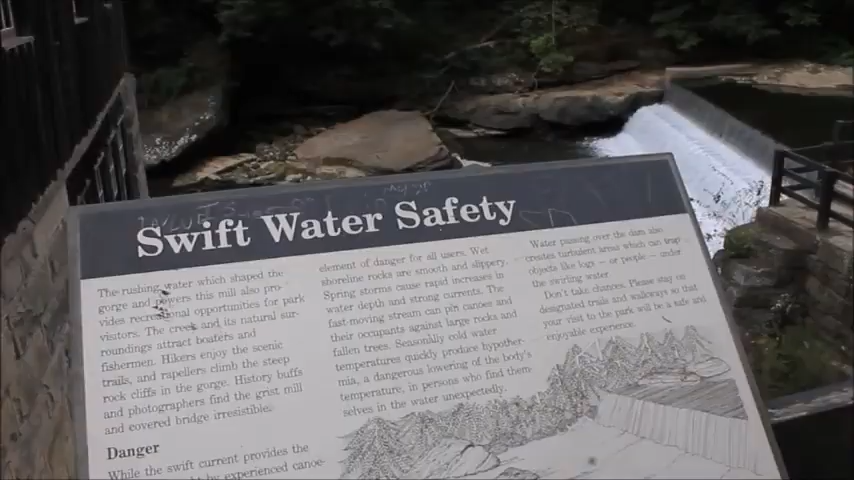 Swift Water Safety
The rushing water which shaped the
gorge and powers this mill also pro-
vides recreational opportunities for park
visitors. The creek and its natural sur-
roundings attract boaters and
fishermen. Hikers enjoy the scenic
trails, and rapellers climb the steep
rock cliffs in the gorge. History buffs
and photographers find the grist mill
and covered bridge irresistible.
Danger
While the swift current provides the
by experienced canoe
element of danger for all users. Wet
shoreline rocks are smooth and slippery.
Spring storms cause rapid increases in
water depth and strong currents. The
fast-moving stream can pin canoes and
their occupants against large rocks and
fallen trees. Seasonally cold water
temperatures quickly produce hypother-
mia, a dangerous lowering of the body's
temperature, in persons who find them
selves in the water unexpectedly.
Water passing over the dam also
creates turbulent areas which can trap
objects like logs — or people — under
the swirling water.
Don't take chances. Please stay on
designated trails and walkways so that
your visit to the park will be a safe and
enjoyable experience.